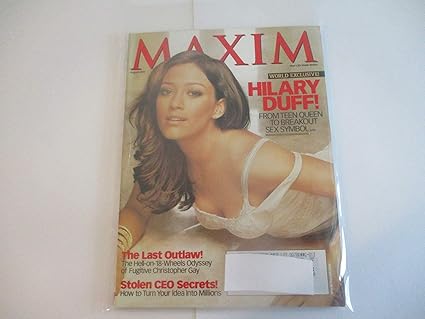 MAXIM
WORLD EXCLUSIVE!
HILARY
DUFF!
FROM TEEN QUEEN
TO BREAKOUT
SEX SYMBOL
The Last Outlaw!
The Hell-on-18-Wheels Odyssey
of Fugitive Christopher Gay
Stolen CEO Secrets!
How to Turn Your Idea Into Millions